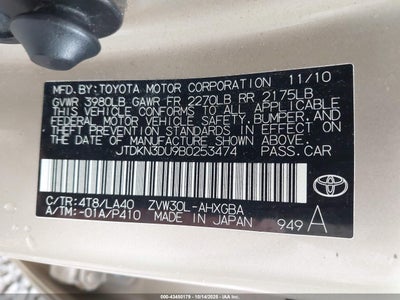 MFD.BY:TOYOTA MOTOR CORPORATION 11/10
GVWR 3980LB GAWR FR 2270LB RR 2175LB
THIS VEHICLE CONFORMS TO ALL APPLICABLE
FEDERAL MOTOR VEHICLE SAFETY, BUMPER, AND
THEFT PREVENTION STANDARDS IN EFFECT ON
THE DATE OF MANUFACTURE SHOWN ABOVE.
JTDKN3DU9B0253474 PASS.CAR
C/TR:4T8/LA40 ZVW30L-AHXGBA
A/TM:-01A/P410 MADE IN JAPAN 949 A
TOYOTA
000-43450179 - 10/14/2025 - IAAI US